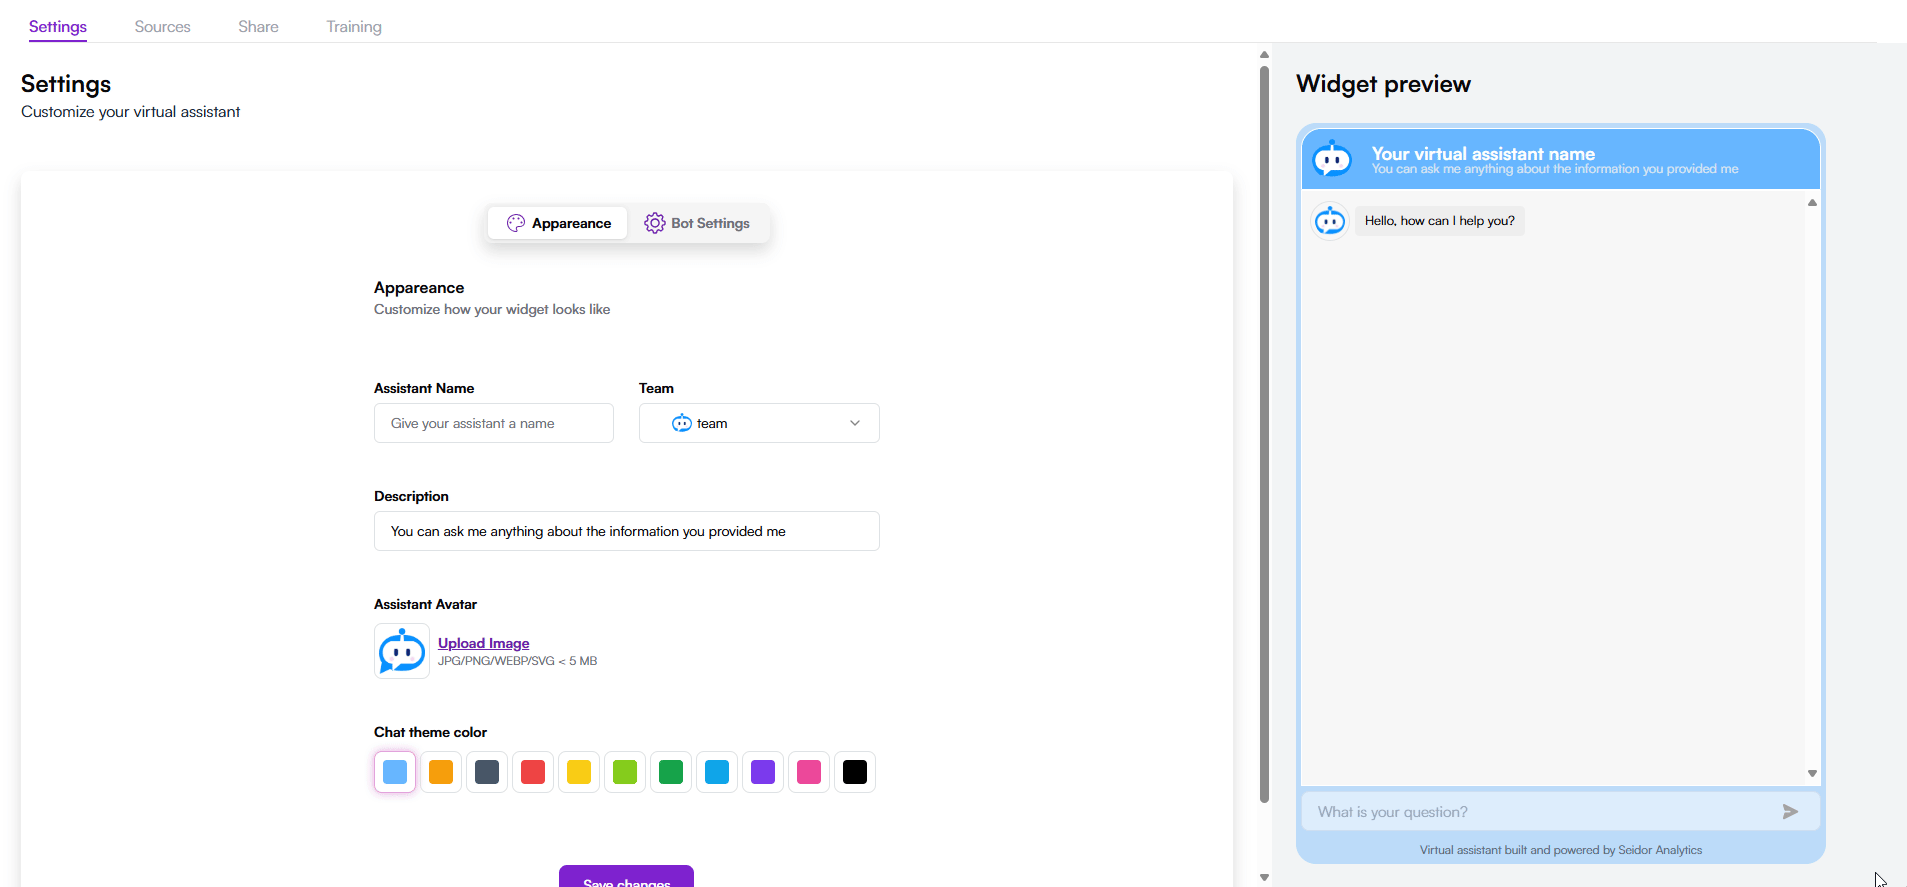 Settings
Sources
Share
Training
Settings
Customize your virtual assistant
Appareance
Bot Settings
Appareance
Customize how your widget looks like
Assistant Name
Team
Give your assistant a name
team
Description
You can ask me anything about the information you provided me
Assistant Avatar
Upload Image
JPG/PNG/WEBP/SVG < 5 MB
Chat theme color
Save changes
Widget preview
Your virtual assistant name
You can ask me anything about the information you provided me
Hello, how can I help you?
What is your question?
Virtual assistant built and powered by Seidor Analytics